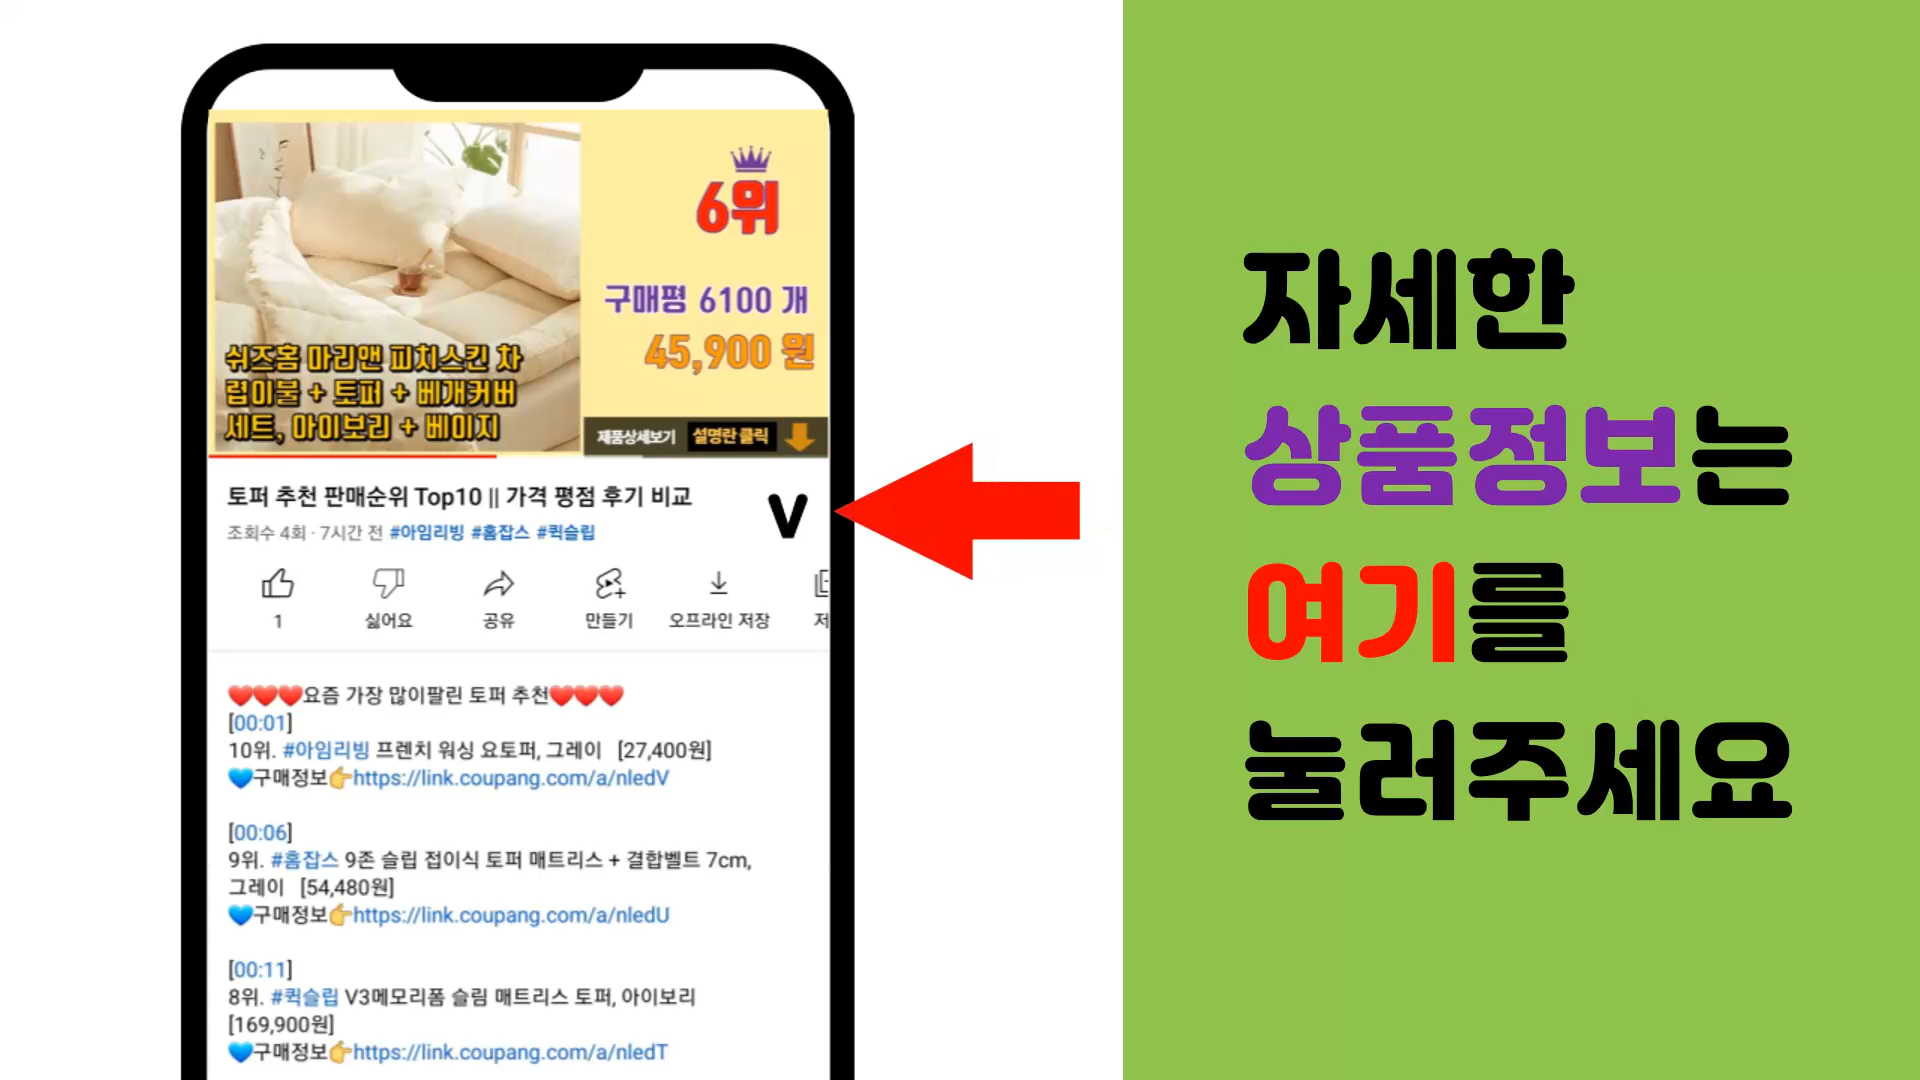 6위
구매평 6100 개
45,900 원
쉬즈홈 마리앤 피치스킨 차
렵이불 + 토퍼 + 베개커버
세트, 아이보리 + 베이지
제품상세보기 설명란 클릭
토퍼 추천 판매순위 Top10 || 가격 평점 후기 비교
V
조회수 4회 · 7시간 전 #아임리빙 #홈잡스 #퀵슬립
1 싫어요 공유 만들기 오프라인 저장 저
❤️❤️❤️요즘 가장 많이팔린 토퍼 추천❤️❤️❤️
[00:01]
10위. #아임리빙 프렌치 워싱 요토퍼, 그레이 [27,400원]
💙구매정보👉https://link.coupang.com/a/nledV
[00:06]
9위. #홈잡스 9존 슬립 접이식 토퍼 매트리스 + 결합벨트 7cm,
그레이 [54,480원]
💙구매정보👉https://link.coupang.com/a/nledU
[00:11]
8위. #퀵슬립 V3메모리폼 슬림 매트리스 토퍼, 아이보리
[169,900원]
💙구매정보👉https://link.coupang.com/a/nledT
자세한
상품정보는
여기를
눌러주세요